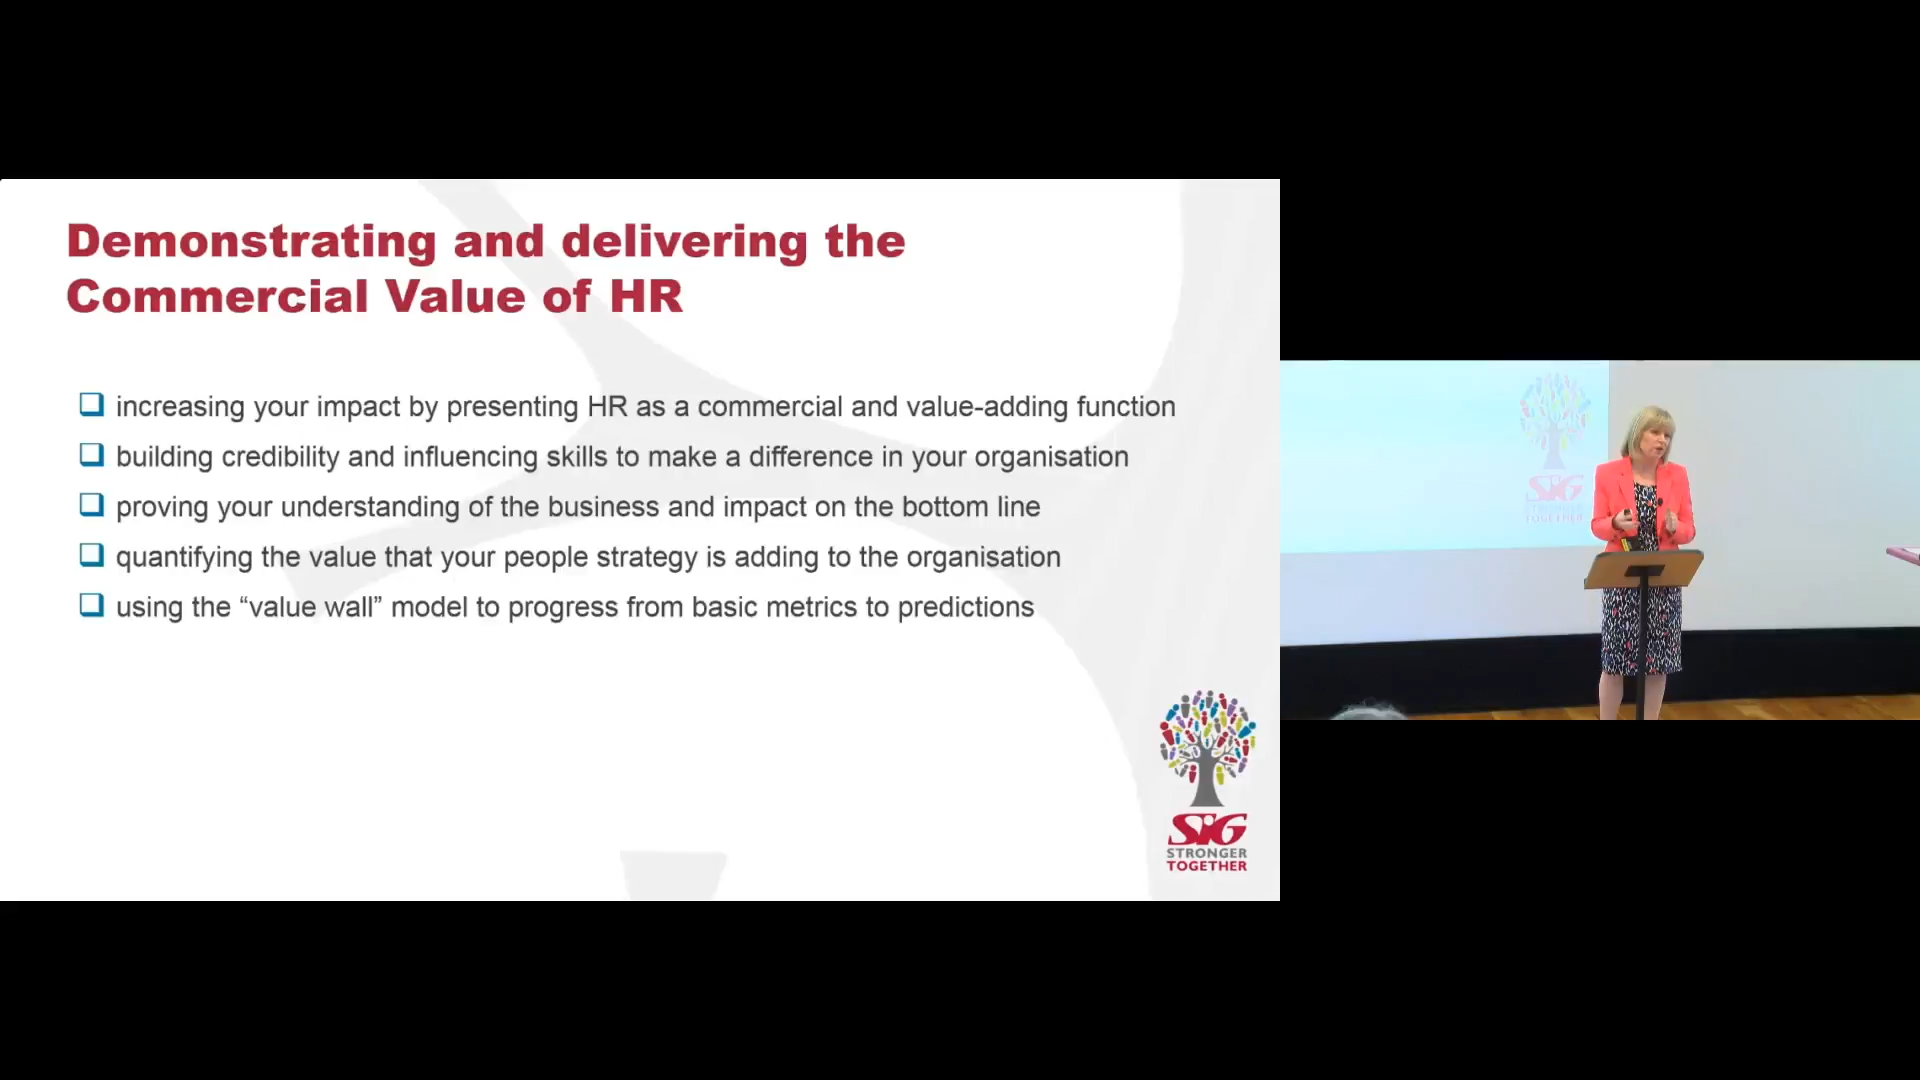 Demonstrating and delivering the
Commercial Value of HR
increasing your impact by presenting HR as a commercial and value-adding function
building credibility and influencing skills to make a difference in your organisation
proving your understanding of the business and impact on the bottom line
quantifying the value that your people strategy is adding to the organisation
using the “value wall” model to progress from basic metrics to predictions
SIG
STRONGER
TOGETHER
SIG
STRONGER
TOGETHER